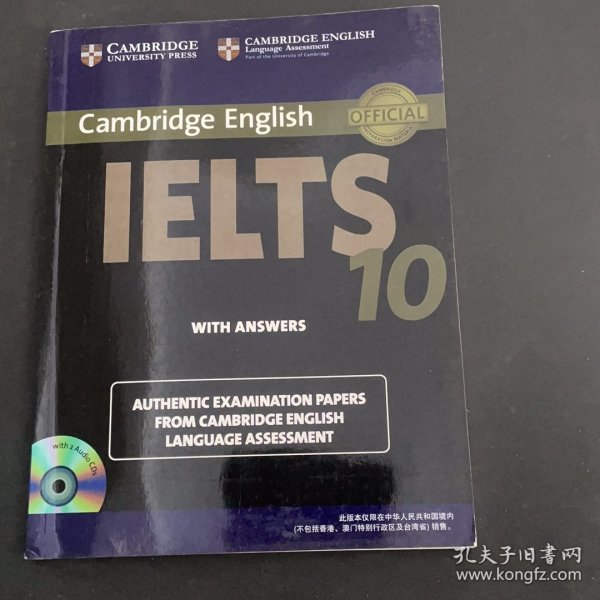 CAMBRIDGE
UNIVERSITY PRESS
CAMBRIDGE ENGLISH
Language Assessment
Part of the University of Cambridge
Cambridge English
CAMBRIDGE
OFFICIAL
PREPARATION MATERIAL
IELTS
10
WITH ANSWERS
AUTHENTIC EXAMINATION PAPERS
FROM CAMBRIDGE ENGLISH
LANGUAGE ASSESSMENT
with 2 Audio CDs
此版本仅限在中华人民共和国境内
(不包括香港、澳门特别行政区及台湾省) 销售。
孔夫子旧书网
www.kongfz.com